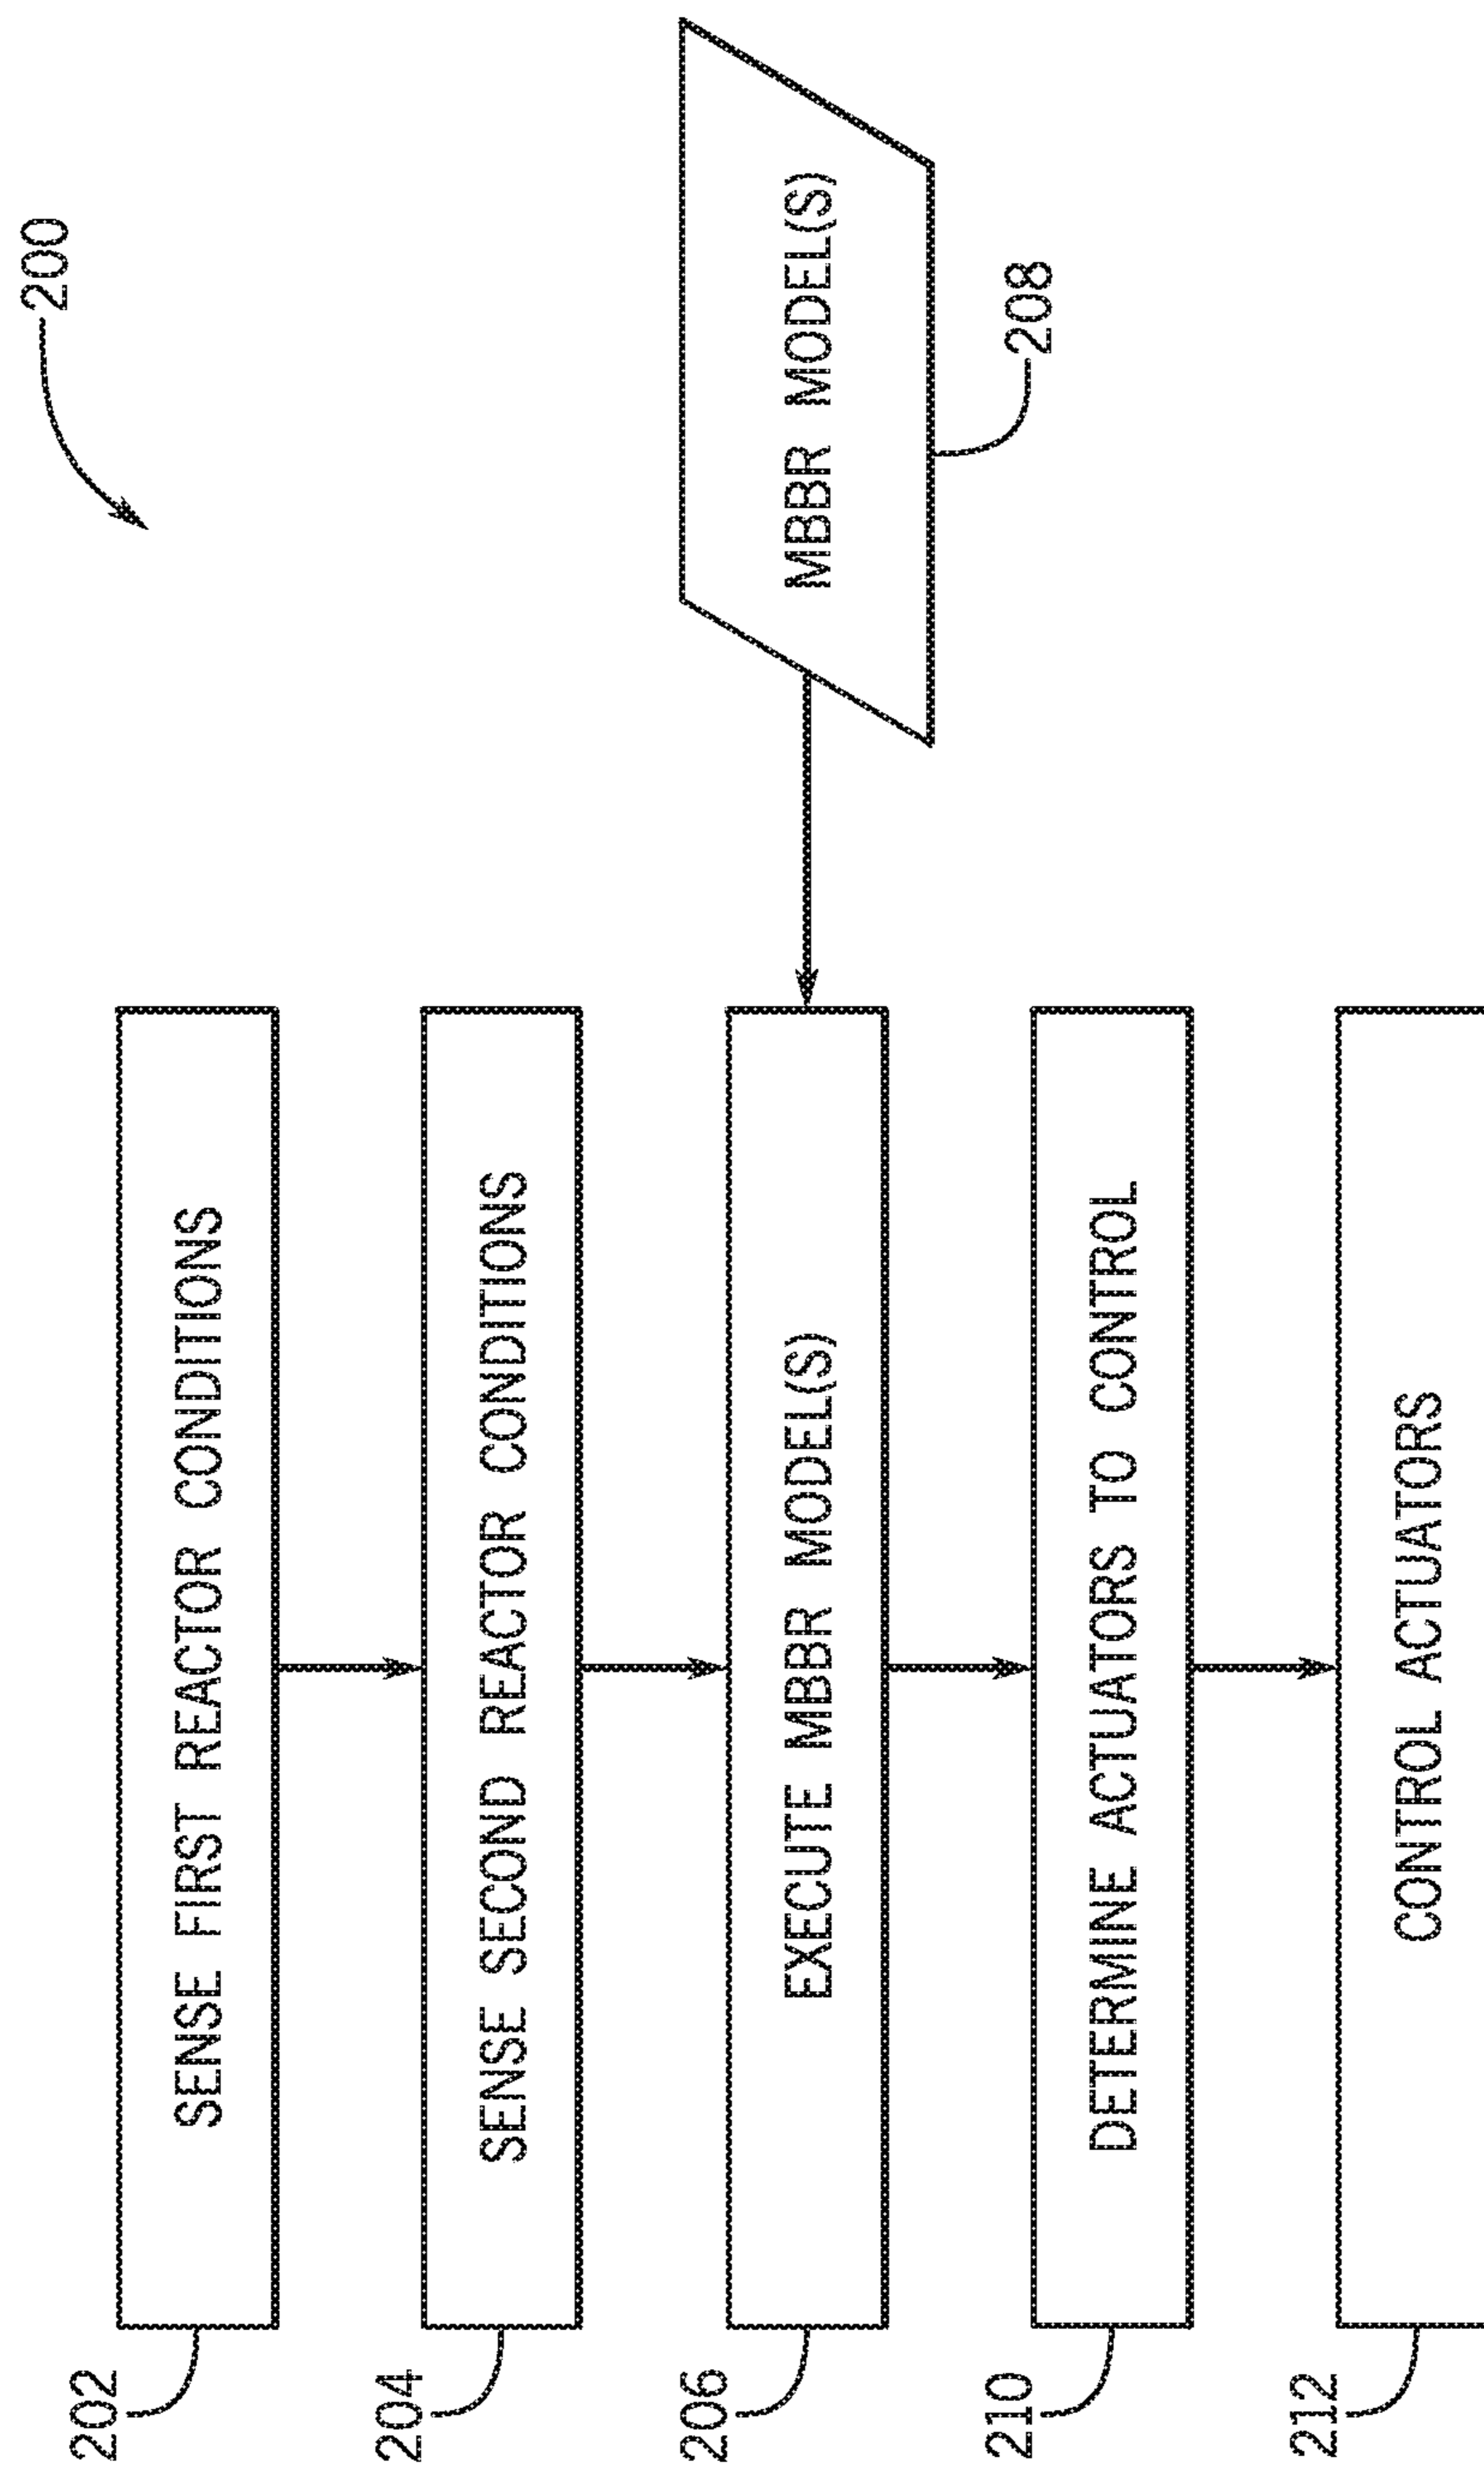 200
202
SENSE FIRST REACTOR CONDITIONS
204
SENSE SECOND REACTOR CONDITIONS
206
EXECUTE MBBR MODEL(S)
MBBR MODEL(S)
208
210
DETERMINE ACTUATORS TO CONTROL
212
CONTROL ACTUATORS